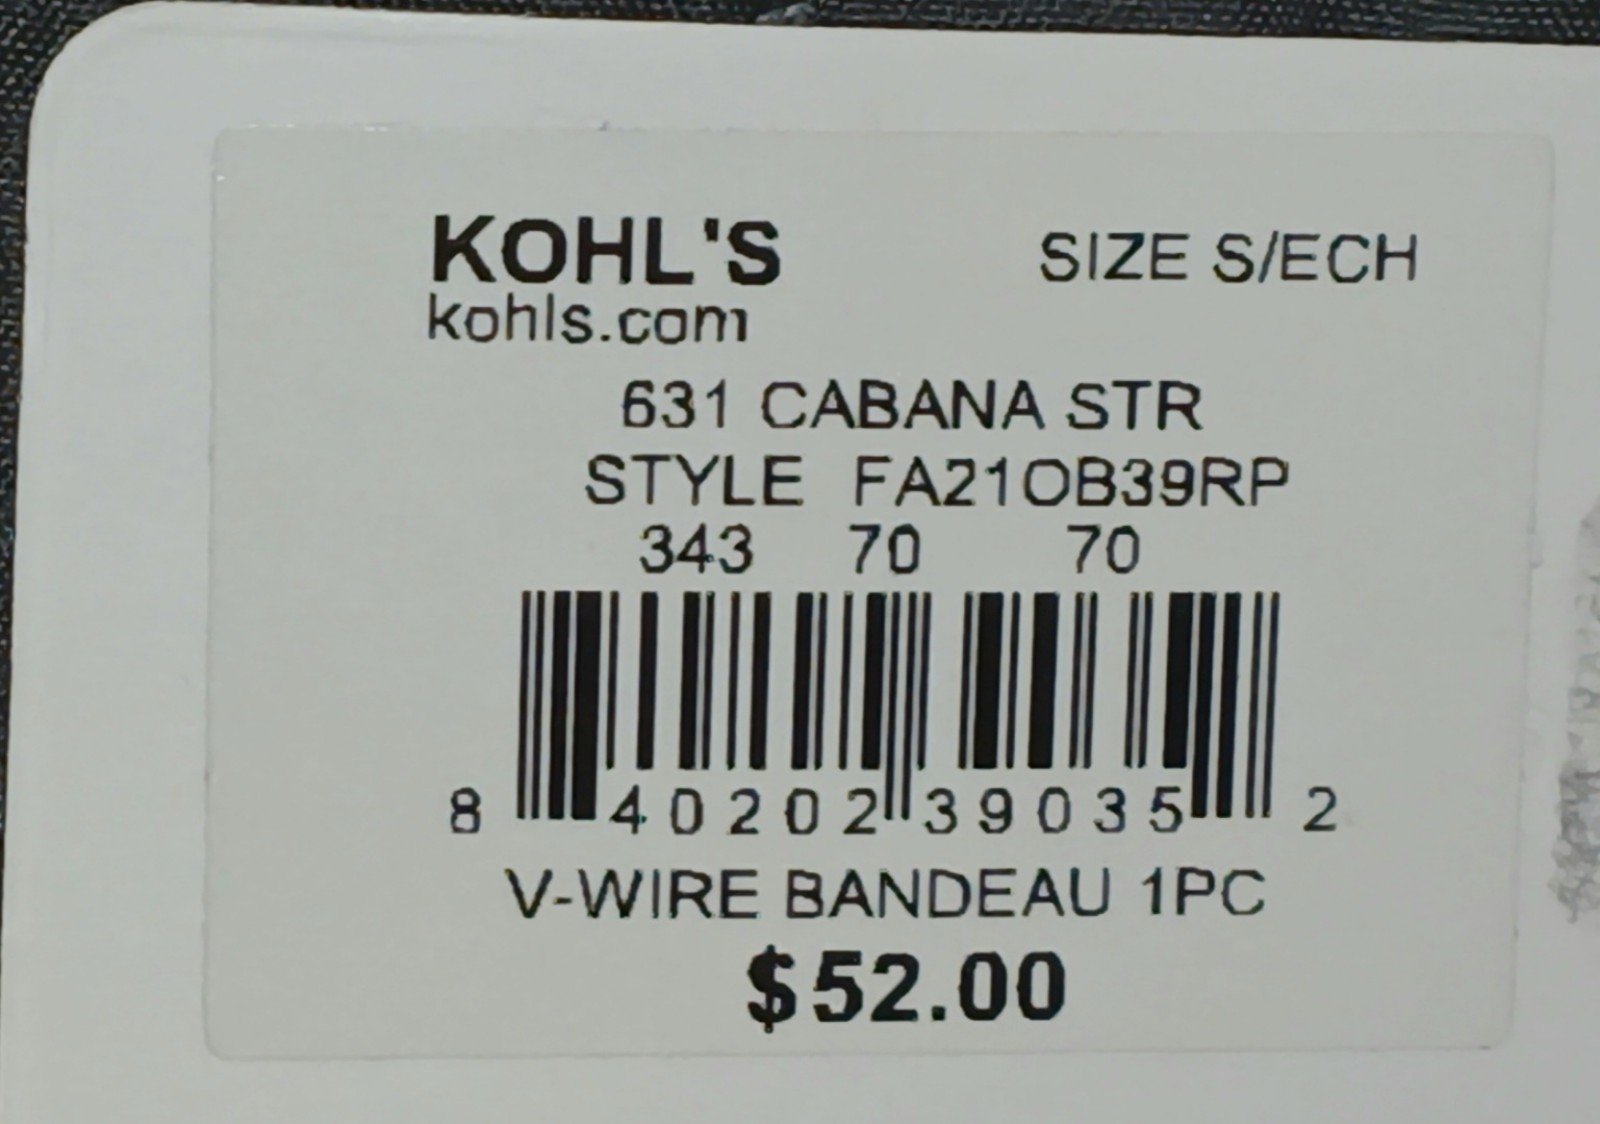 KOHL'S
SIZE S/ECH
kohls.com
631 CABANA STR
STYLE FA21OB39RP
343 70 70
8 40202 39035 2
V-WIRE BANDEAU 1PC
$52.00